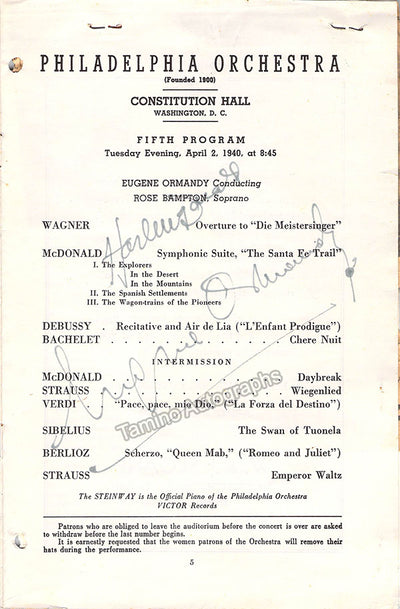 PHILADELPHIA ORCHESTRA
(Founded 1900)
CONSTITUTION HALL
WASHINGTON, D. C.
FIFTH PROGRAM
Tuesday Evening, April 2, 1940, at 8:45
EUGENE ORMANDY Conducting
ROSE BAMPTON, Soprano
WAGNER Overture to "Die Meistersinger"
McDONALD Symphonic Suite, "The Santa Fe Trail"
I. The Explorers
In the Desert
In the Mountains
II. The Spanish Settlements
III. The Wagon-trains of the Pioneers
DEBUSSY . Recitative and Air de Lia ("L'Enfant Prodigue")
BACHELET . . . . . . . . . . . Chere Nuit
INTERMISSION
McDONALD . . . . . . . . . . . Daybreak
STRAUSS . . . . . . . . . . . Wiegenlied
VERDI . . "Pace, pace, mio Dio," ("La Forza del Destino")
SIBELIUS The Swan of Tuonela
BERLIOZ Scherzo, "Queen Mab," ("Romeo and Juliet")
STRAUSS Emperor Waltz
Tamino Autographs
The STEINWAY is the Official Piano of the Philadelphia Orchestra
VICTOR Records
Patrons who are obliged to leave the auditorium before the concert is over are asked
to withdraw before the last number begins.
It is earnestly requested that the women patrons of the Orchestra will remove their
hats during the performance.
5